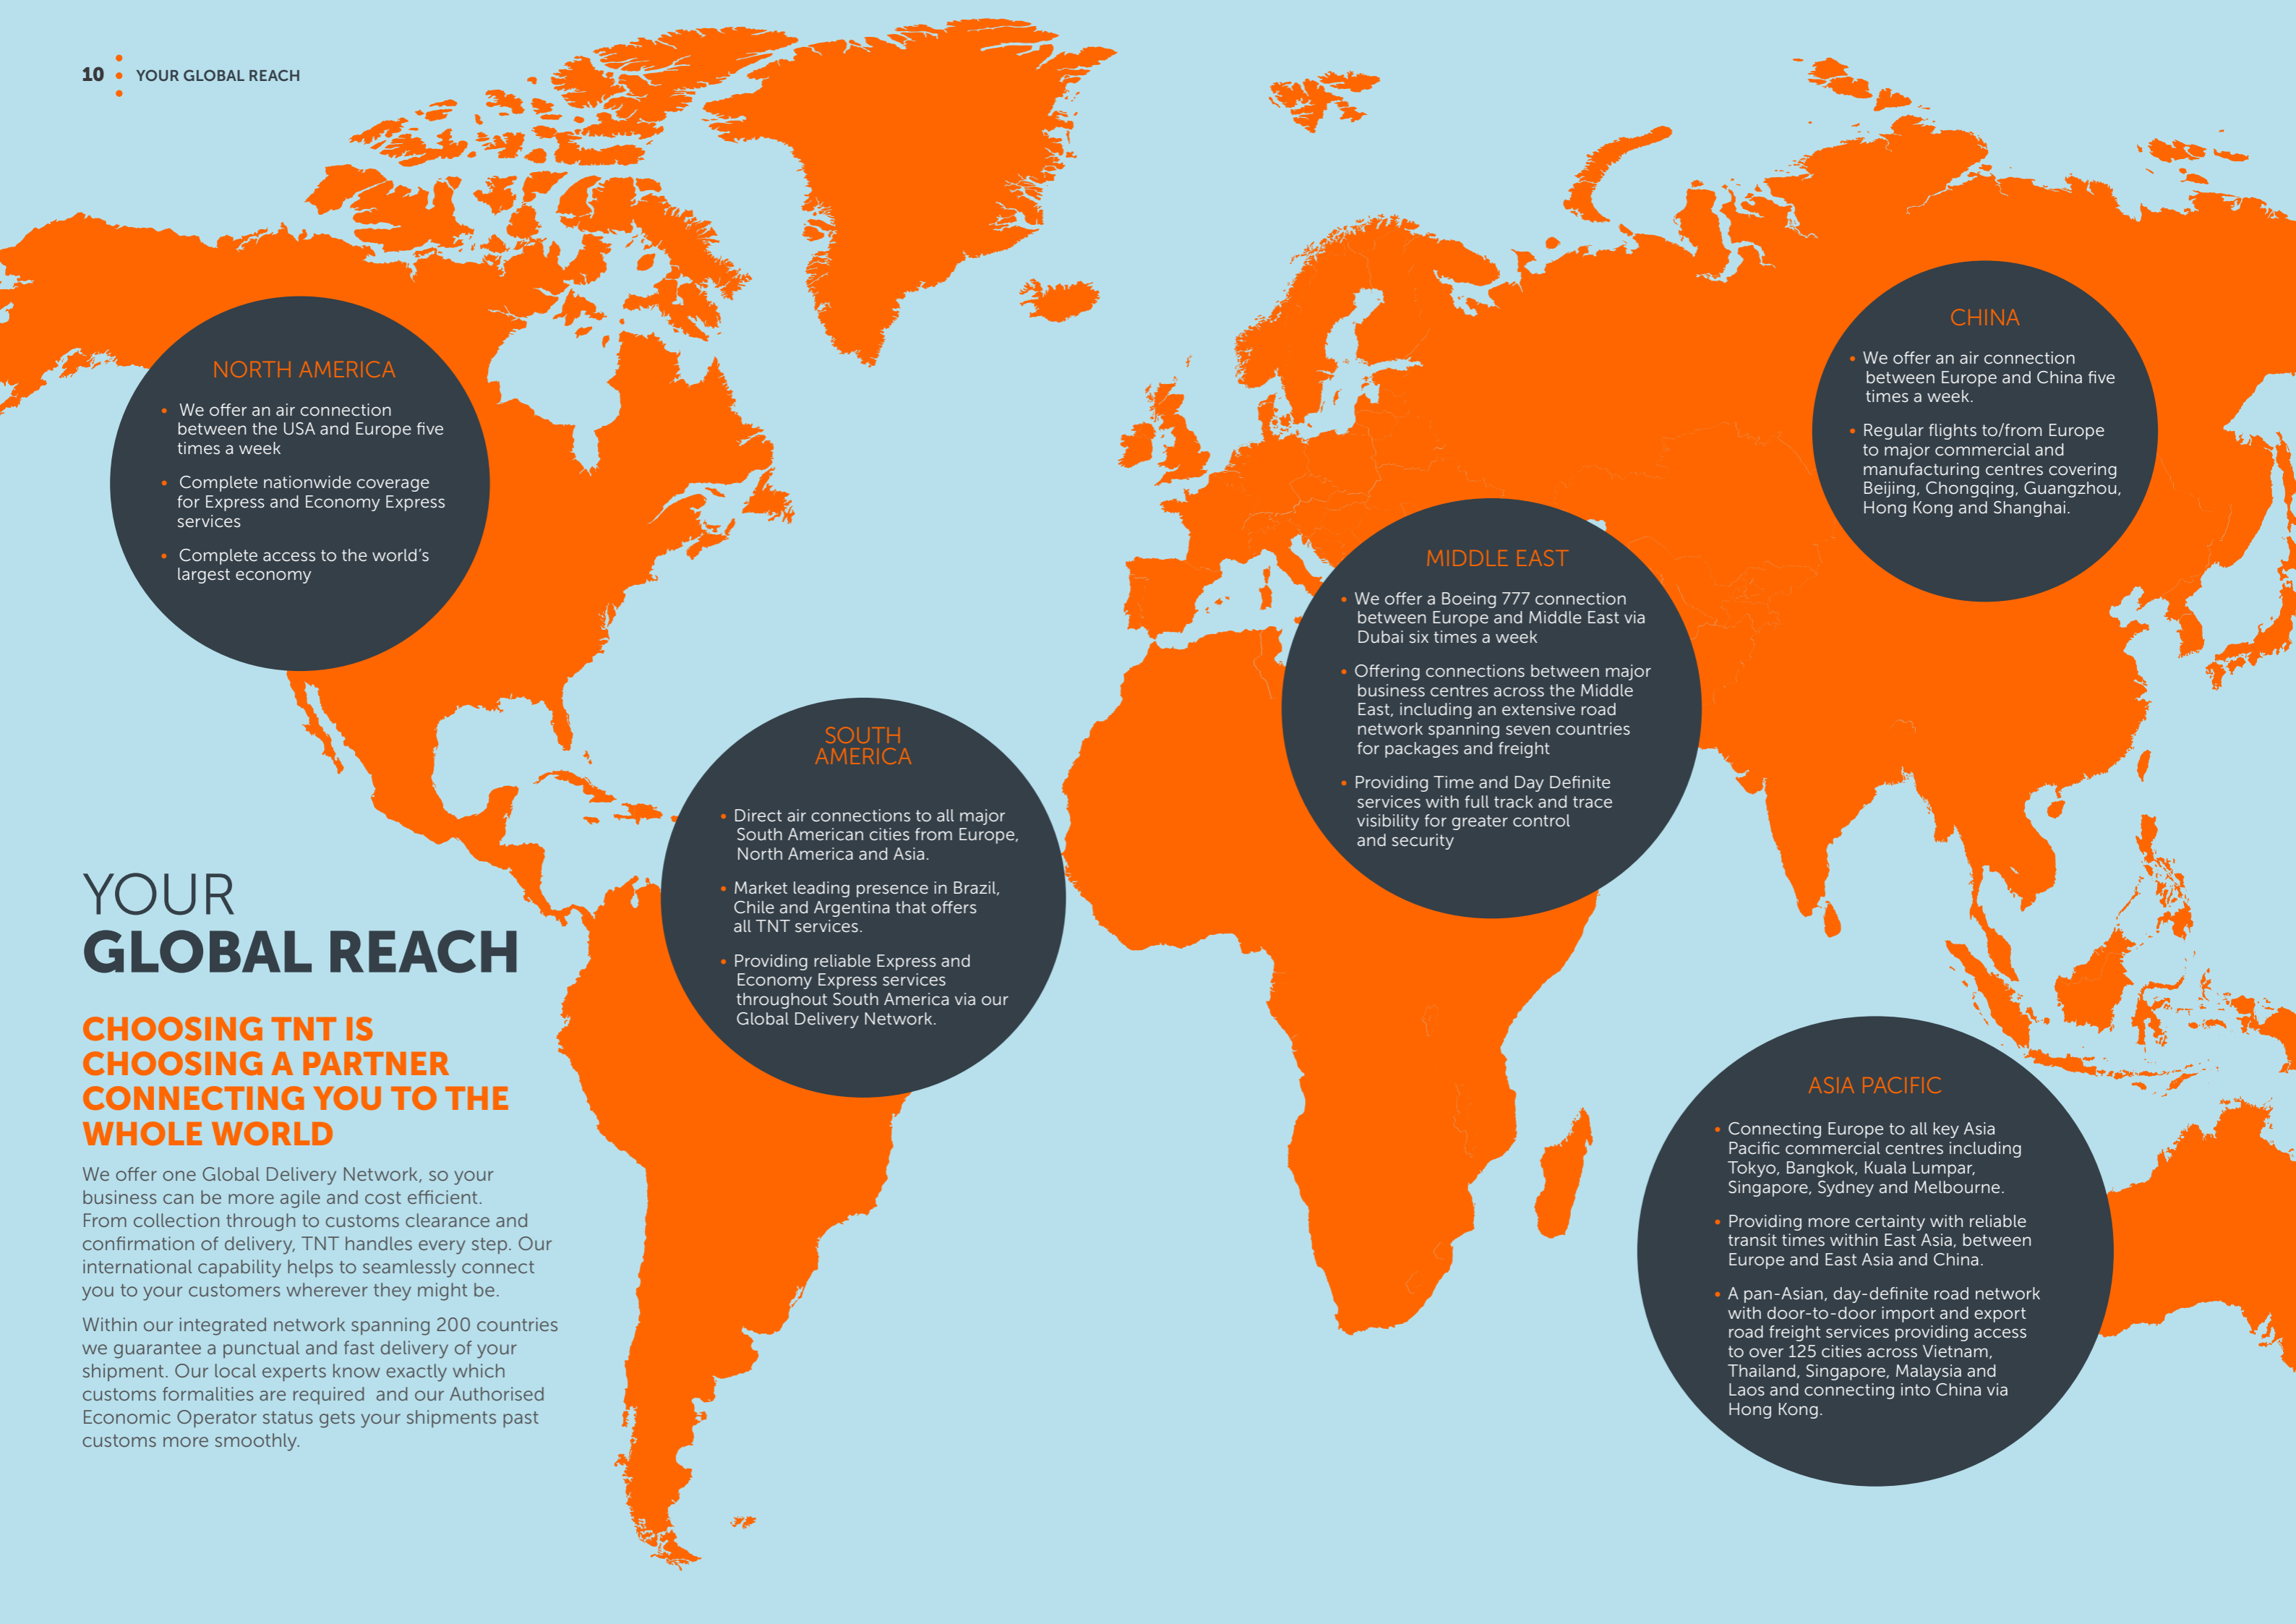 10
YOUR GLOBAL REACH
NORTH AMERICA
• We offer an air connection
between the USA and Europe five
times a week
• Complete nationwide coverage
for Express and Economy Express
services
• Complete access to the world's
largest economy
CHINA
• We offer an air connection
between Europe and China five
times a week.
• Regular flights to/from Europe
to major commercial and
manufacturing centres covering
Beijing, Chongqing, Guangzhou,
Hong Kong and Shanghai.
MIDDLE EAST
• We offer a Boeing 777 connection
between Europe and Middle East via
Dubai six times a week
• Offering connections between major
business centres across the Middle
East, including an extensive road
network spanning seven countries
for packages and freight
• Providing Time and Day Definite
services with full track and trace
visibility for greater control
and security
SOUTH
AMERICA
• Direct air connections to all major
South American cities from Europe,
North America and Asia.
• Market leading presence in Brazil,
Chile and Argentina that offers
all TNT services.
• Providing reliable Express and
Economy Express services
throughout South America via our
Global Delivery Network.
YOUR
GLOBAL REACH
CHOOSING TNT IS
CHOOSING A PARTNER
CONNECTING YOU TO THE
WHOLE WORLD
We offer one Global Delivery Network, so your
business can be more agile and cost efficient.
From collection through to customs clearance and
confirmation of delivery, TNT handles every step. Our
international capability helps to seamlessly connect
you to your customers wherever they might be.
Within our integrated network spanning 200 countries
we guarantee a punctual and fast delivery of your
shipment. Our local experts know exactly which
customs formalities are required  and our Authorised
Economic Operator status gets your shipments past
customs more smoothly.
ASIA PACIFIC
• Connecting Europe to all key Asia
Pacific commercial centres including
Tokyo, Bangkok, Kuala Lumpar,
Singapore, Sydney and Melbourne.
• Providing more certainty with reliable
transit times within East Asia, between
Europe and East Asia and China.
• A pan-Asian, day-definite road network
with door-to-door import and export
road freight services providing access
to over 125 cities across Vietnam,
Thailand, Singapore, Malaysia and
Laos and connecting into China via
Hong Kong.